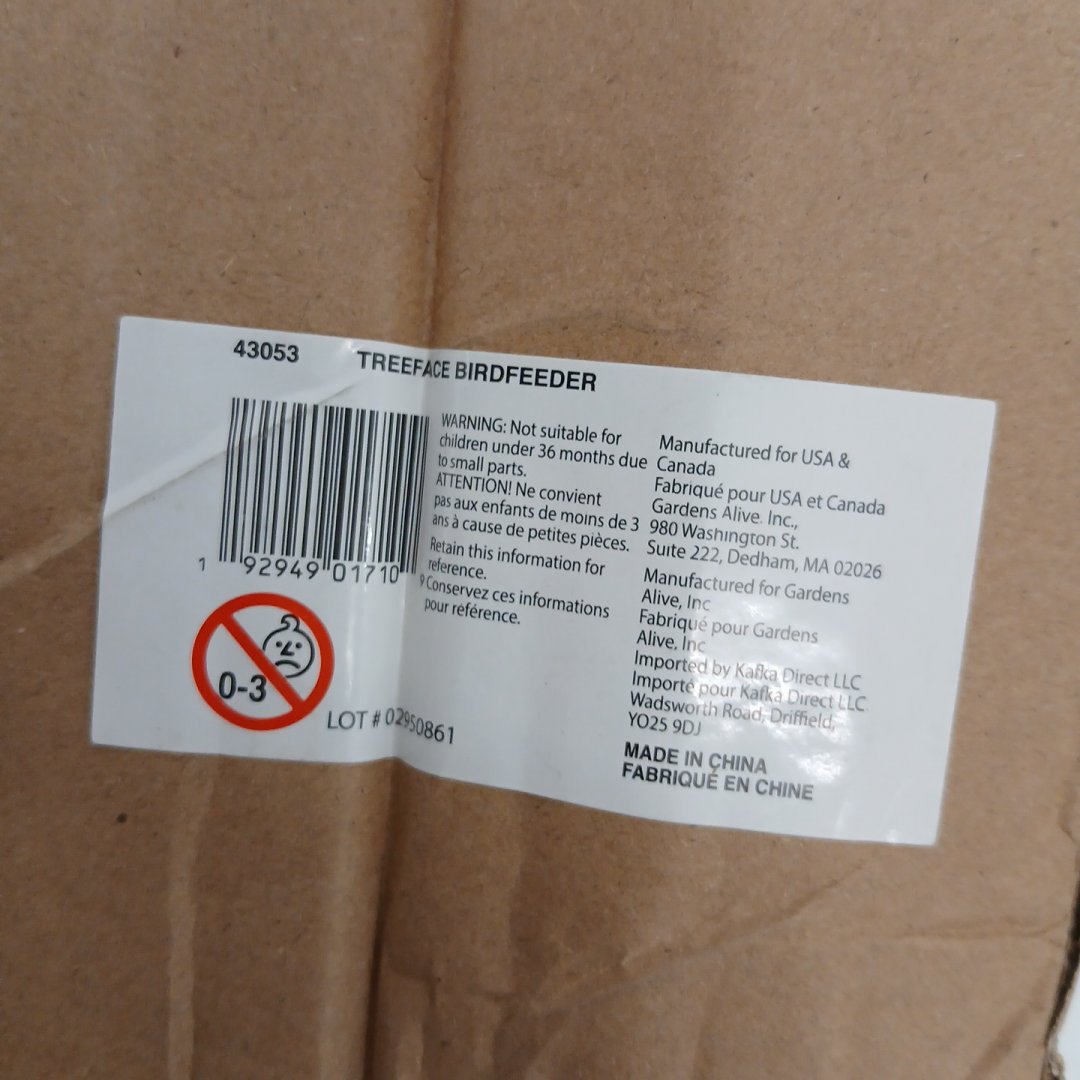 43053 TREEFACE BIRDFEEDER
1 92949 01710 9
0-3
LOT # 02950861
WARNING: Not suitable for
children under 36 months due
to small parts.
ATTENTION! Ne convient
pas aux enfants de moins de 3
ans à cause de petites pièces.
Retain this information for
reference.
Conservez ces informations
pour référence.
Manufactured for USA &
Canada
Fabriqué pour USA et Canada
Gardens Alive. Inc.,
980 Washington St.
Suite 222, Dedham, MA 02026
Manufactured for Gardens
Alive, Inc
Fabriqué pour Gardens
Alive, Inc
Imported by Kafka Direct LLC
Importé pour Kafka Direct LLC
Wadsworth Road, Driffield,
YO25 9DJ
MADE IN CHINA
FABRIQUÉ EN CHINE